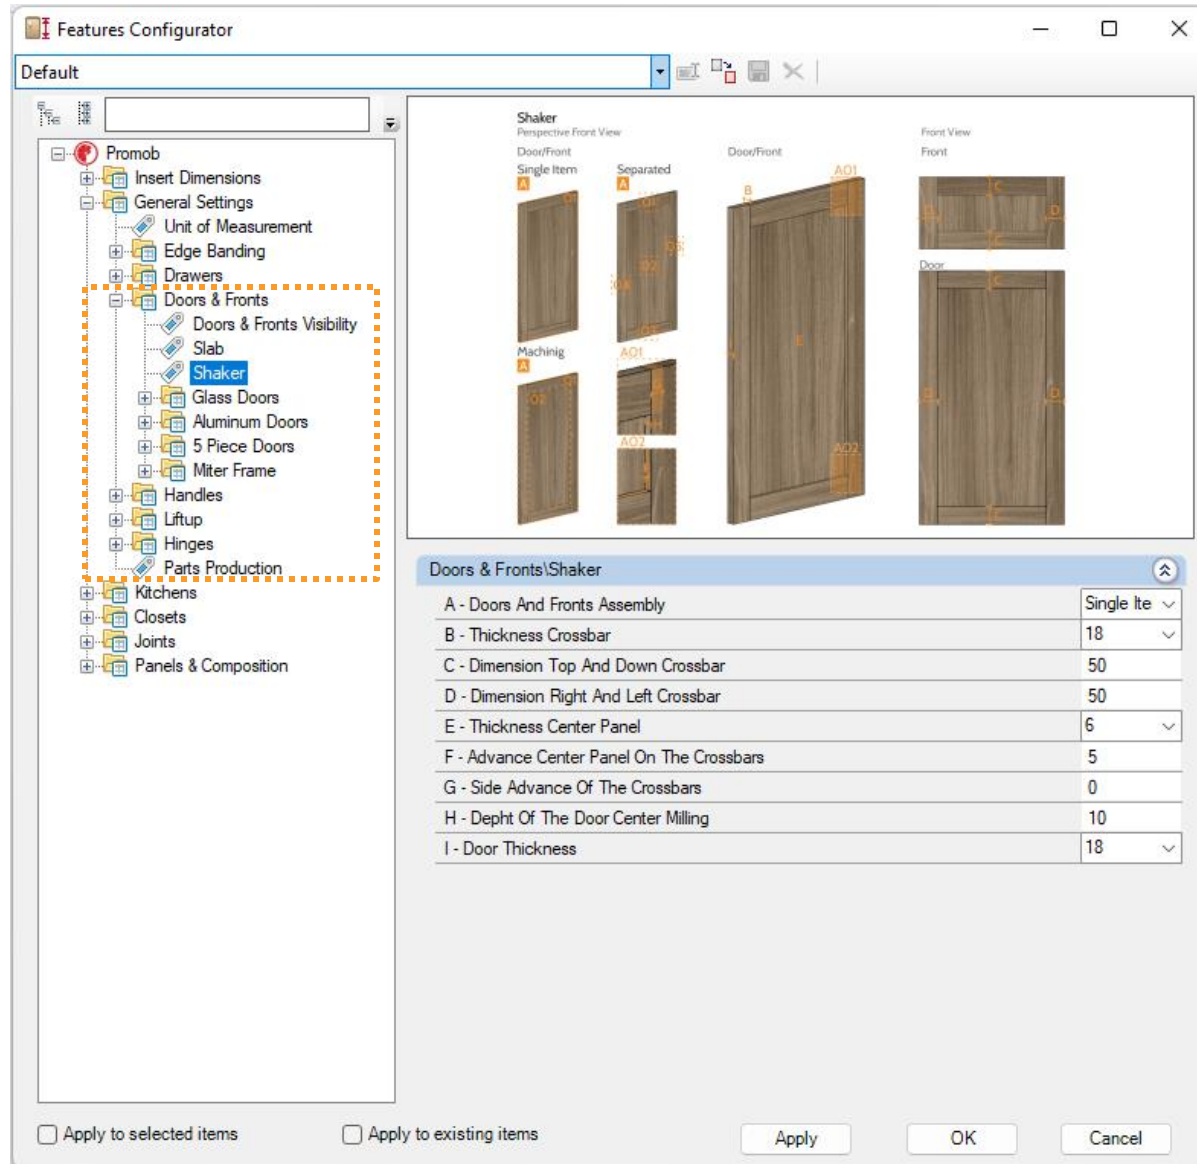 Features Configurator
Default
Promob
Insert Dimensions
General Settings
Unit of Measurement
Edge Banding
Drawers
Doors & Fronts
Doors & Fronts Visibility
Slab
Shaker
Glass Doors
Aluminum Doors
5 Piece Doors
Miter Frame
Handles
Liftup
Hinges
Parts Production
Kitchens
Closets
Joints
Panels & Composition
Shaker
Perspective Front View
Door/Front
Single Item
Separated
A
A
Machinig
A
AO1
AO2
Door/Front
B
AO1
E
AO2
Front View
Front
C
D
D
C
Door
C
D
D
C
Doors & Fronts\Shaker
A - Doors And Fronts Assembly Single Ite
B - Thickness Crossbar 18
C - Dimension Top And Down Crossbar 50
D - Dimension Right And Left Crossbar 50
E - Thickness Center Panel 6
F - Advance Center Panel On The Crossbars 5
G - Side Advance Of The Crossbars 0
H - Depht Of The Door Center Milling 10
I - Door Thickness 18
Apply to selected items
Apply to existing items
Apply
OK
Cancel